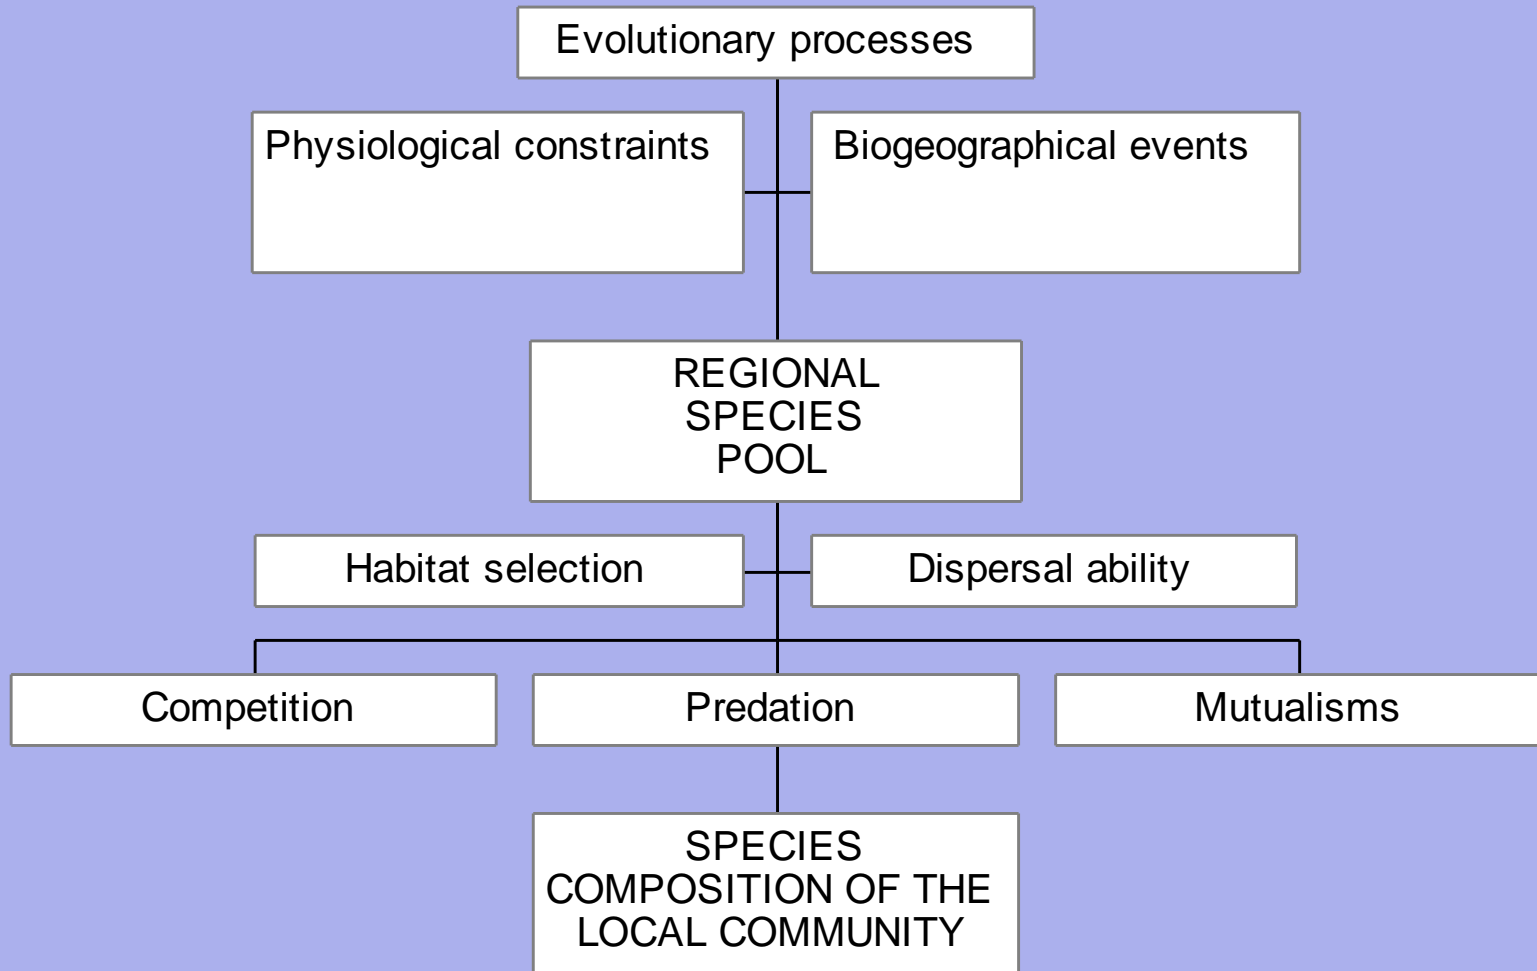 Evolutionary processes
Physiological constraints
Biogeographical events
REGIONAL
SPECIES
POOL
Habitat selection
Dispersal ability
Competition
Predation
Mutualisms
SPECIES
COMPOSITION OF THE
LOCAL COMMUNITY